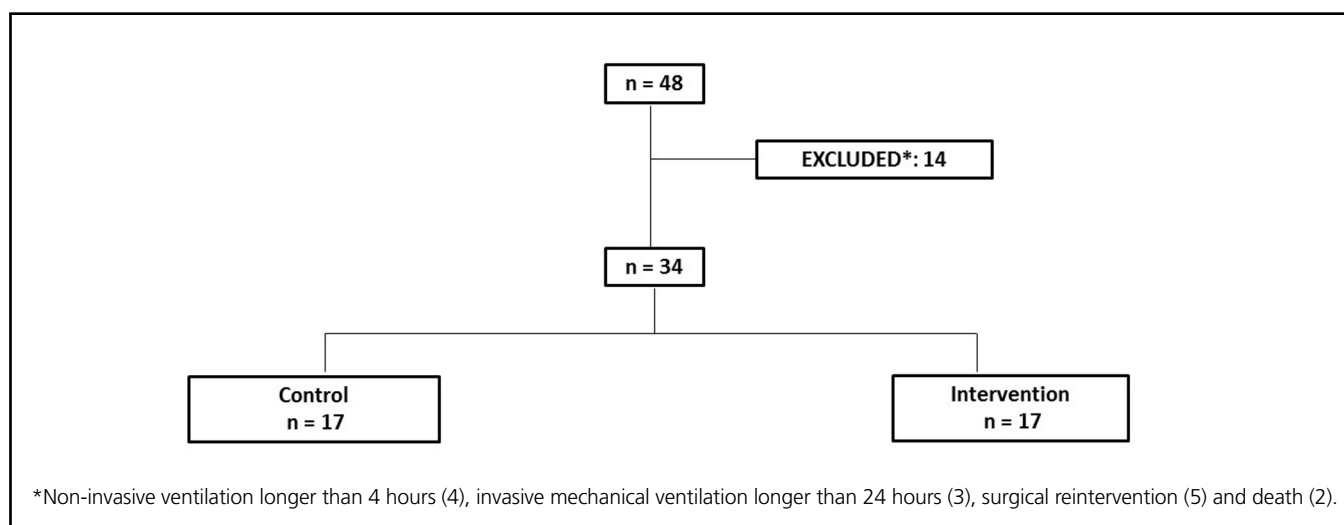 n = 48
EXCLUDED*: 14
n = 34
Control
n = 17
Intervention
n = 17
*Non-invasive ventilation longer than 4 hours (4), invasive mechanical ventilation longer than 24 hours (3), surgical reintervention (5) and death (2).